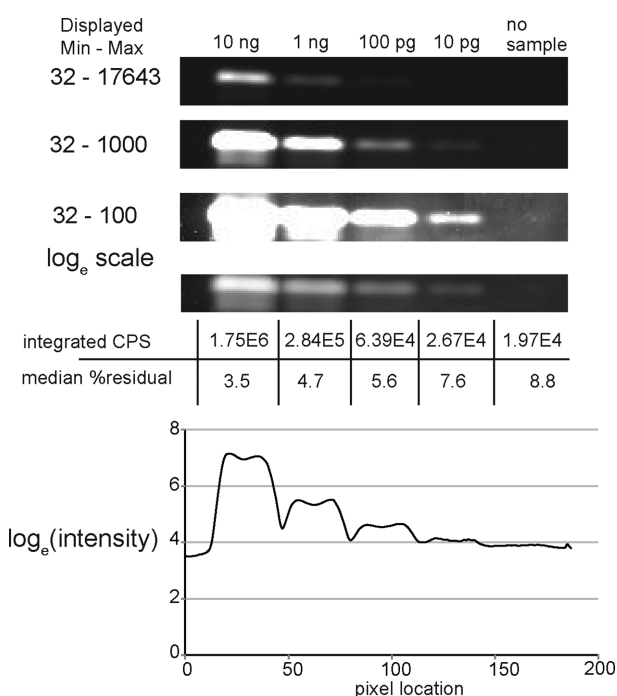 Displayed
Min - Max
10 ng 1 ng 100 pg 10 pg no sample
32 - 17643
32 - 1000
32 - 100
logₑ scale
integrated CPS 1.75E6 2.84E5 6.39E4 2.67E4 1.97E4
median %residual 3.5 4.7 5.6 7.6 8.8
8
6
logₑ(intensity)
4
2
0
0 50 100 150 200
pixel location